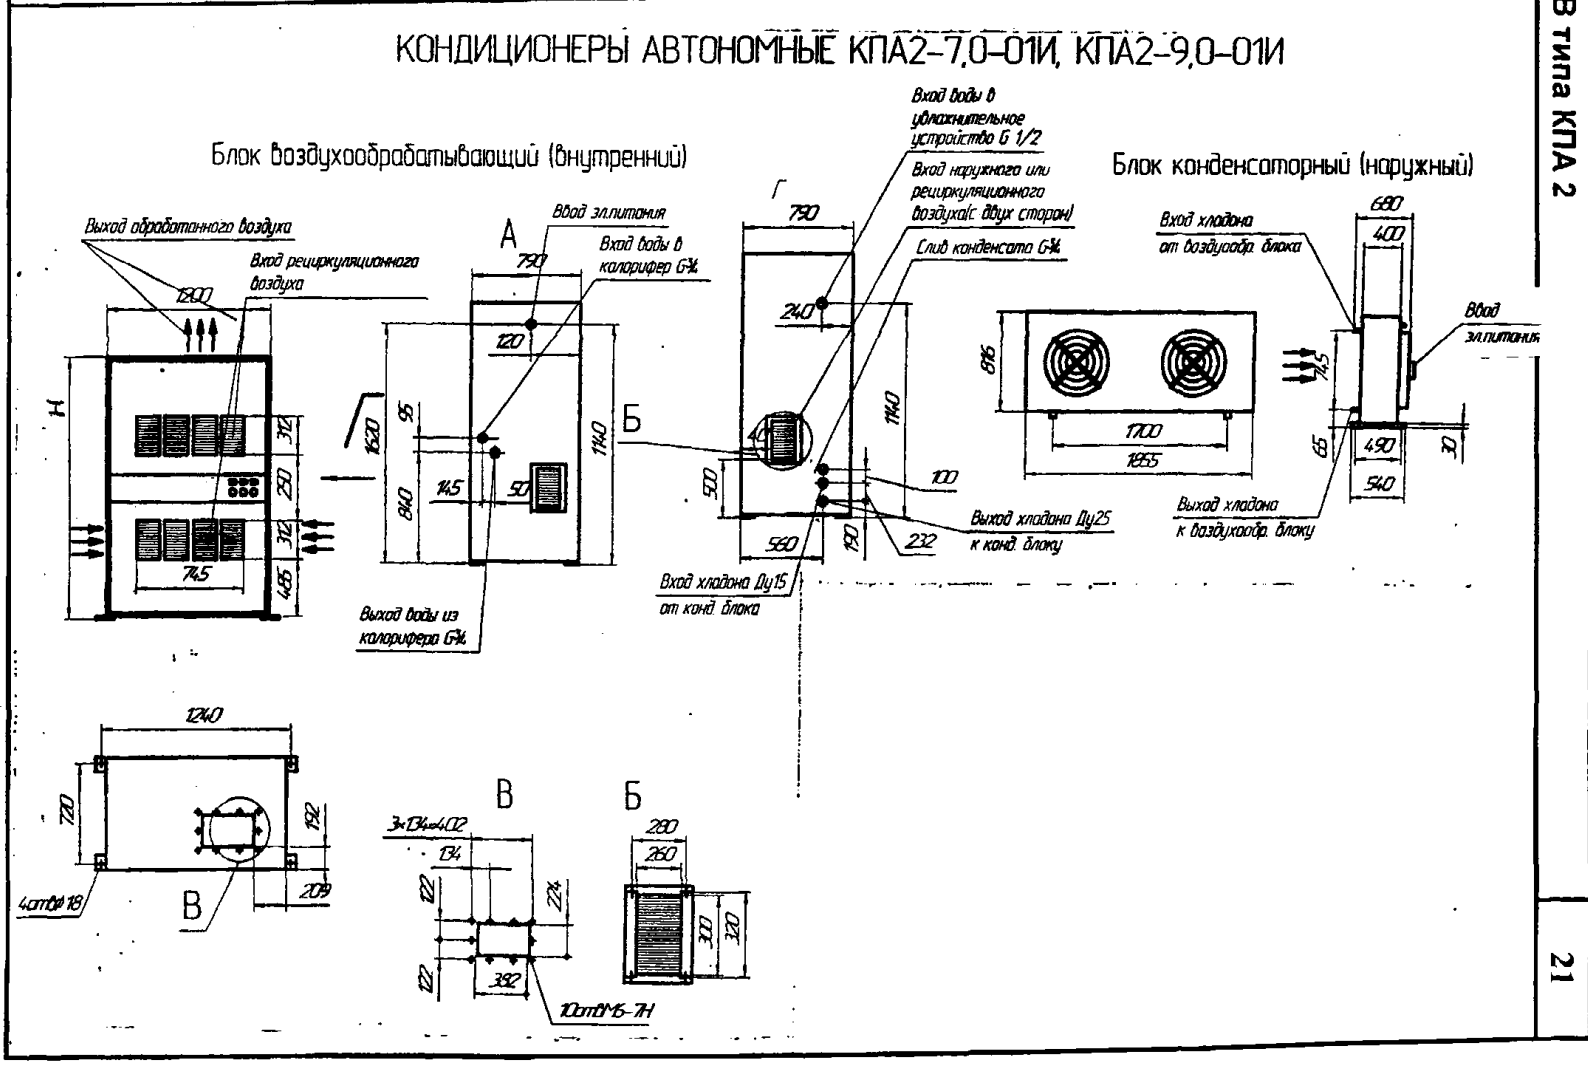 КОНДИЦИОНЕРЫ АВТОНОМНЫЕ КПА2-7,0-01И, КПА2-9,0-01И
В типа КПА 2
Блок воздухообрабатывающий (внутренний)
Выход обработанного воздуха
Вход рециркуляционного
воздуха
1200
H
312
250
312
485
745
А
Ввод эл.питания
Вход воды в
калорифер G¾
790
120
1620
95
840
145
50
1140
Выход воды из
калорифера G¾
Г
790
Вход воды в
увлажнительное
устройство G 1/2
Вход наружного или
рециркуляционного
воздуха(с двух сторон)
Слив конденсата G¾
240
1140
Б
40
500
560
190
100
232
Выход хладона Ду25
к конд. блоку
Вход хладона Ду15
от конд. блока
Блок конденсаторный (наружный)
Вход хладона
от воздухообр. блока
680
400
Ввод
эл.питания
816
1700
1855
745
65
490
540
30
Выход хладона
к воздухообр. блоку
1240
720
192
209
4отвФ18
В
В
3×134=402
134
122
122
224
392
10отвМ6-7Н
Б
280
260
300
320
21